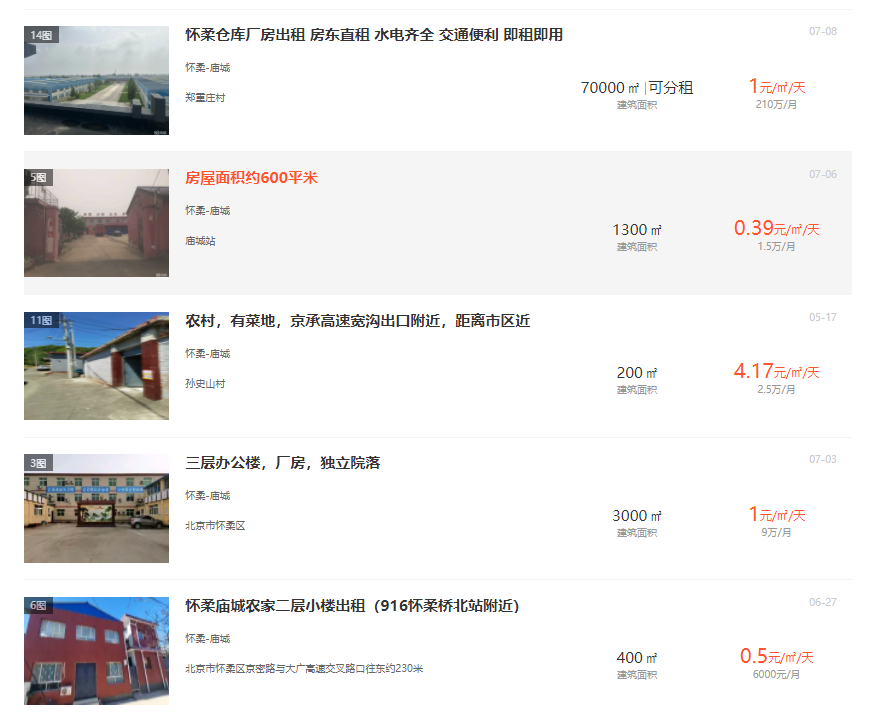 14图
怀柔仓库厂房出租 房东直租 水电齐全 交通便利 即租即用
07-08
怀柔-庙城
郑重庄村
70000 ㎡ |可分租
建筑面积
1元/㎡/天
210万/月
5图
房屋面积约600平米
07-06
怀柔-庙城
庙城站
1300 ㎡
建筑面积
0.39元/㎡/天
1.5万/月
11图
农村，有菜地，京承高速宽沟出口附近，距离市区近
05-17
怀柔-庙城
孙史山村
200 ㎡
建筑面积
4.17元/㎡/天
2.5万/月
3图
三层办公楼，厂房，独立院落
07-03
怀柔-庙城
北京市怀柔区
3000 ㎡
建筑面积
1元/㎡/天
9万/月
6图
怀柔庙城农家二层小楼出租（916怀柔桥北站附近）
06-27
怀柔-庙城
北京市怀柔区京密路与大广高速交叉路口往东约230米
400 ㎡
建筑面积
0.5元/㎡/天
6000元/月